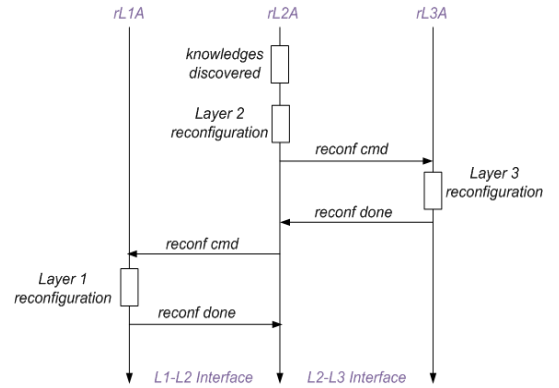 rL1A
rL2A
rL3A
knowledges
discovered
Layer 2
reconfiguration
reconf cmd
Layer 3
reconfiguration
reconf done
reconf cmd
Layer 1
reconfiguration
reconf done
L1-L2 Interface
L2-L3 Interface